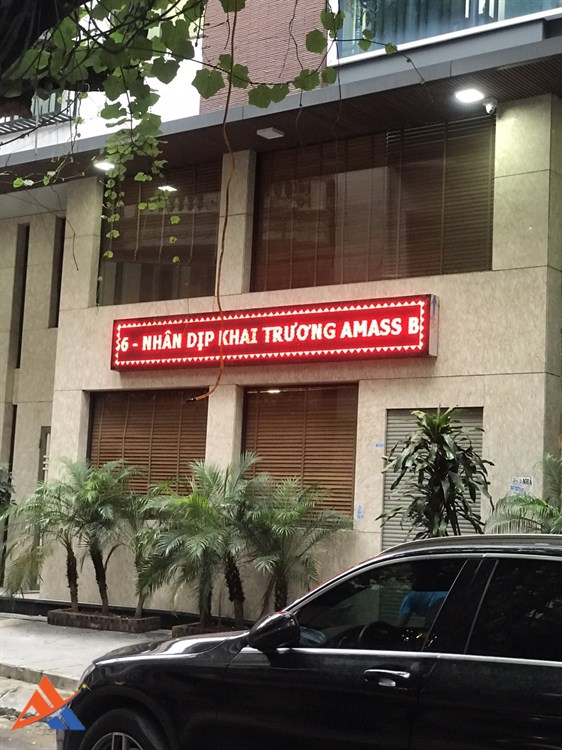 6 - NHÂN DỊP KHAI TRƯƠNG AMASS B